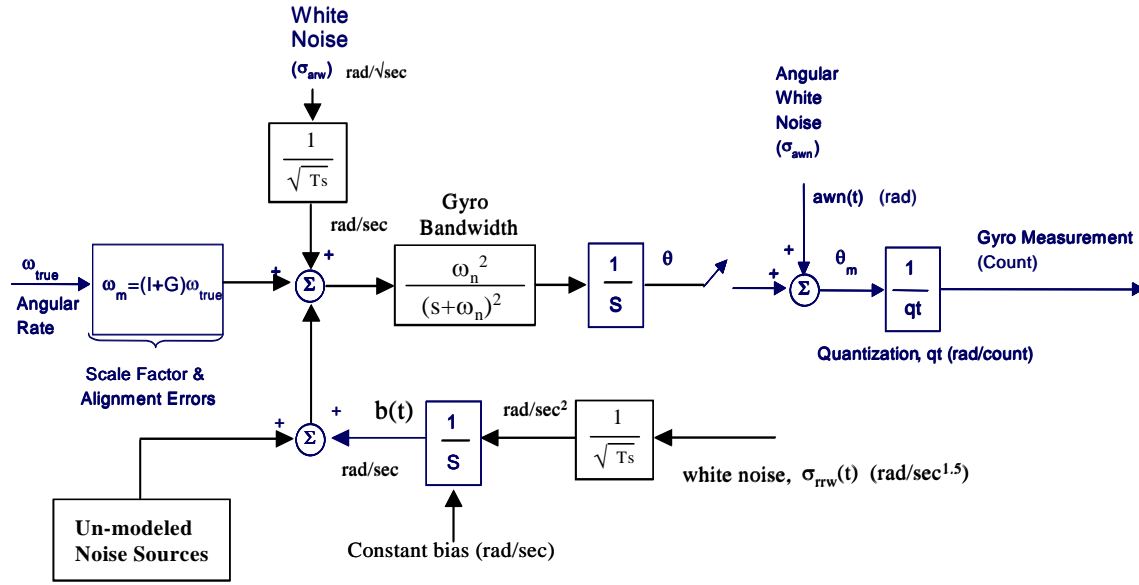 White
Noise
(σarw) rad/√sec
1
√Ts
rad/sec
+
ωtrue
Angular
Rate
ωm=(I+G)ωtrue
Scale Factor &
Alignment Errors
+
Σ
Gyro
Bandwidth
ωn²
(s+ωn)²
1
S
θ
Angular
White
Noise
(σawn)
awn(t) (rad)
+
+
Σ
θm
1
qt
Gyro Measurement
(Count)
Quantization, qt (rad/count)
+
Σ
+
b(t)
rad/sec
1
S
rad/sec²
1
√Ts
white noise, σrrw(t) (rad/sec1.5)
Un-modeled
Noise Sources
Constant bias (rad/sec)